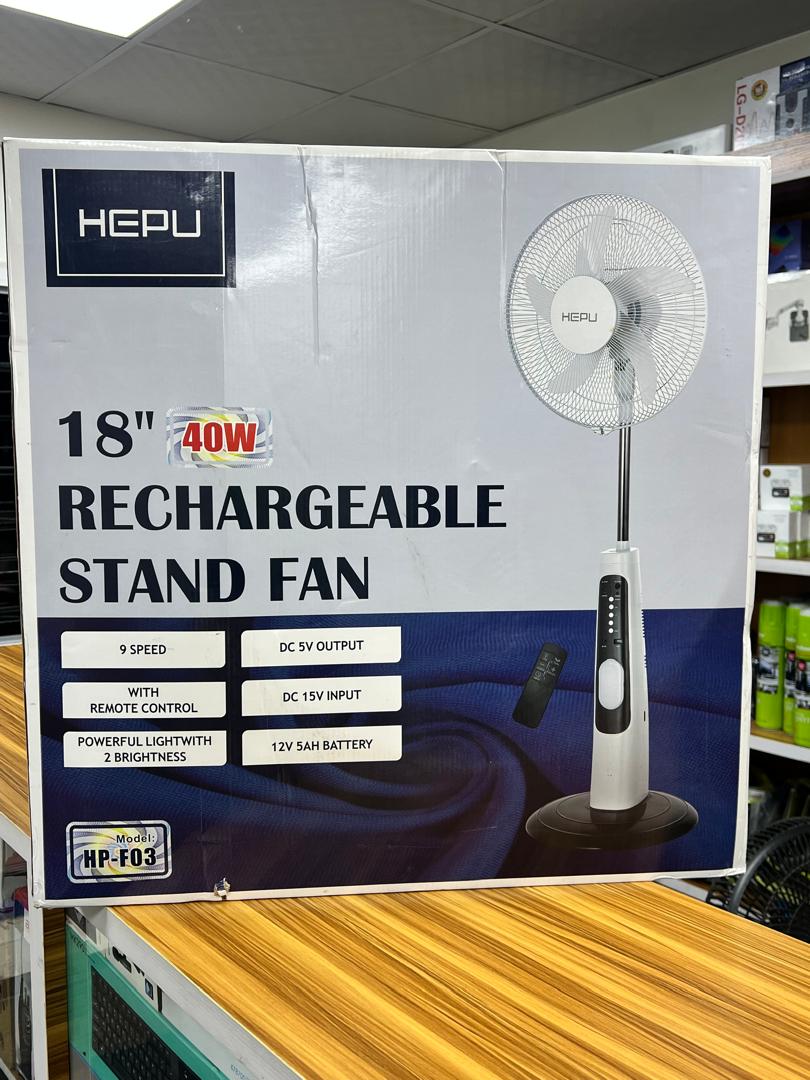 HEPU
HEPU
18" 40W
RECHARGEABLE
STAND FAN
9 SPEED
DC 5V OUTPUT
WITH
REMOTE CONTROL
DC 15V INPUT
POWERFUL LIGHTWITH
2 BRIGHTNESS
12V 5AH BATTERY
Model:
HP-F03